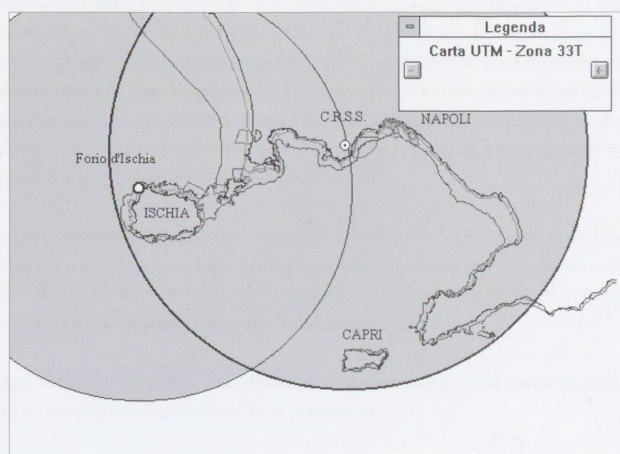 Legenda
Carta UTM - Zona 33T
C.R.S.S.
NAPOLI
Forio d'Ischia
ISCHIA
CAPRI